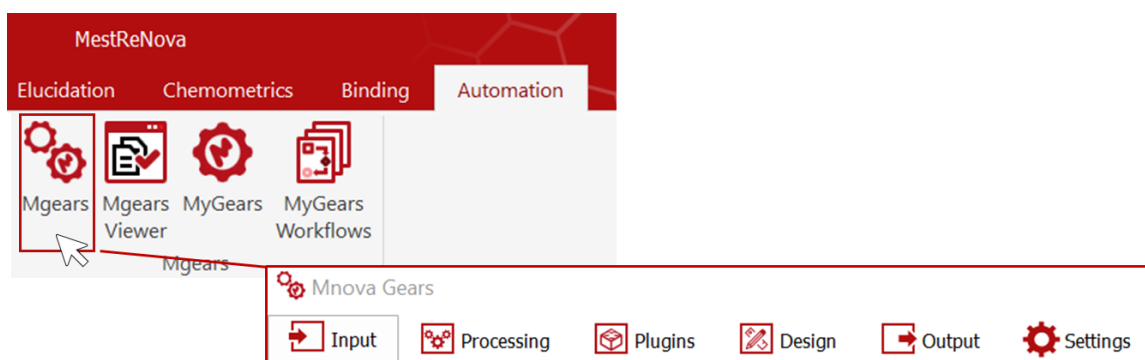 MestReNova
Elucidation Chemometrics Binding Automation
Mgears Mgears Viewer MyGears MyGears Workflows
Mgears
Mnova Gears
Input Processing Plugins Design Output Settings